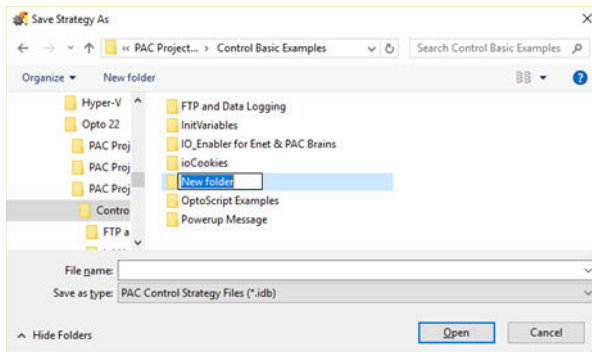 Save Strategy As
« PAC Project... › Control Basic Examples
Search Control Basic Examples
Organize
New folder
Hyper-V
Opto 22
PAC Proj
PAC Proj
PAC Proj
Contro
FTP a
FTP and Data Logging
InitVariables
IO_Enabler for Enet & PAC Brains
ioCookies
New folder
OptoScript Examples
Powerup Message
File name:
Save as type: PAC Control Strategy Files (*.idb)
Hide Folders
Open
Cancel